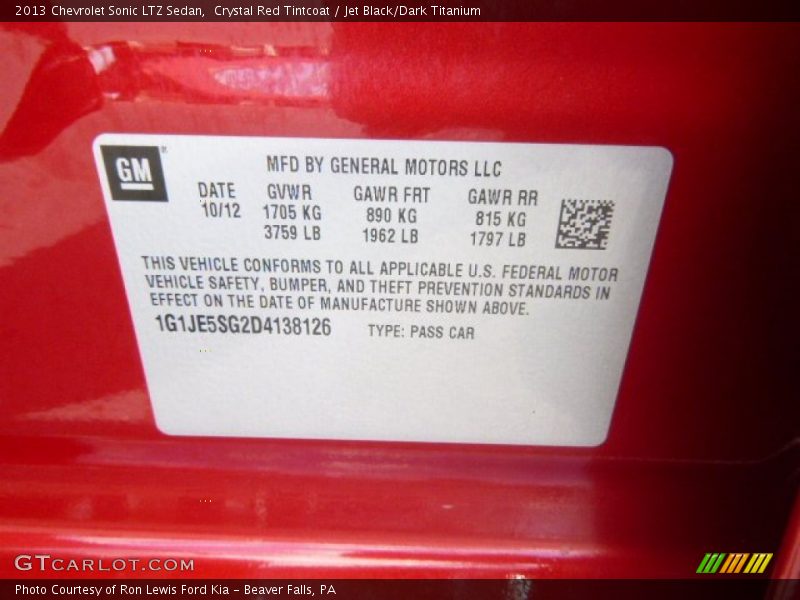 2013 Chevrolet Sonic LTZ Sedan, Crystal Red Tintcoat / Jet Black/Dark Titanium
GM
MFD BY GENERAL MOTORS LLC
DATE GVWR GAWR FRT GAWR RR
10/12 1705 KG 890 KG 815 KG
3759 LB 1962 LB 1797 LB
THIS VEHICLE CONFORMS TO ALL APPLICABLE U.S. FEDERAL MOTOR
VEHICLE SAFETY, BUMPER, AND THEFT PREVENTION STANDARDS IN
EFFECT ON THE DATE OF MANUFACTURE SHOWN ABOVE.
1G1JE5SG2D4138126 TYPE: PASS CAR
GTCARLOT.COM
Photo Courtesy of Ron Lewis Ford Kia - Beaver Falls, PA